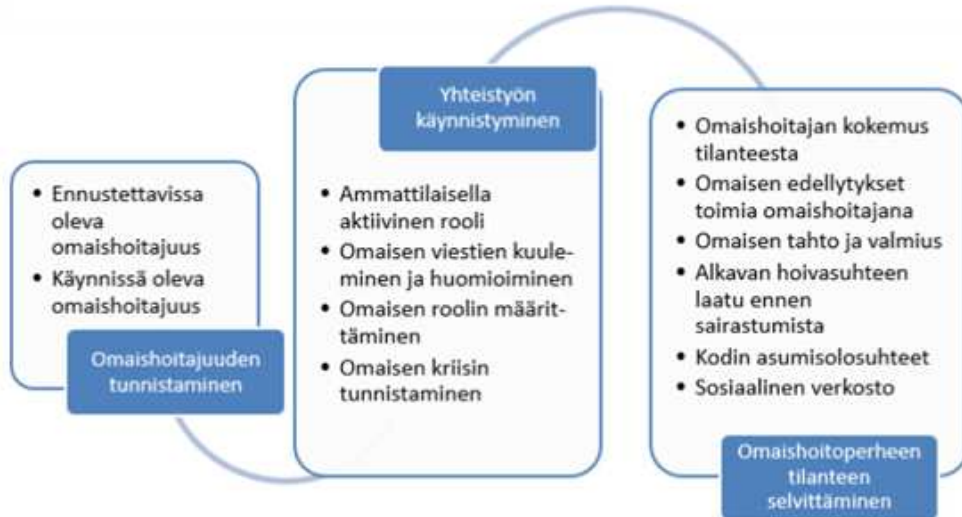 • Ennustettavissa
oleva
omaishoitajuus
• Käynnissä oleva
omaishoitajuus
Omaishoitajuuden
tunnistaminen
Yhteistyön
käynnistyminen
• Ammattilaisella
aktiivinen rooli
• Omaisen viestien kuule-
minen ja huomioiminen
• Omaisen roolin määrit-
täminen
• Omaisen kriisin
tunnistaminen
• Omaishoitajan kokemus
tilanteesta
• Omaisen edellytykset
toimia omaishoitajana
• Omaisen tahto ja valmius
• Alkavan hoivasuhteen
laatu ennen
sairastumista
• Kodin asumisolosuhteet
• Sosiaalinen verkosto
Omaishoitoperheen
tilanteen
selvittäminen